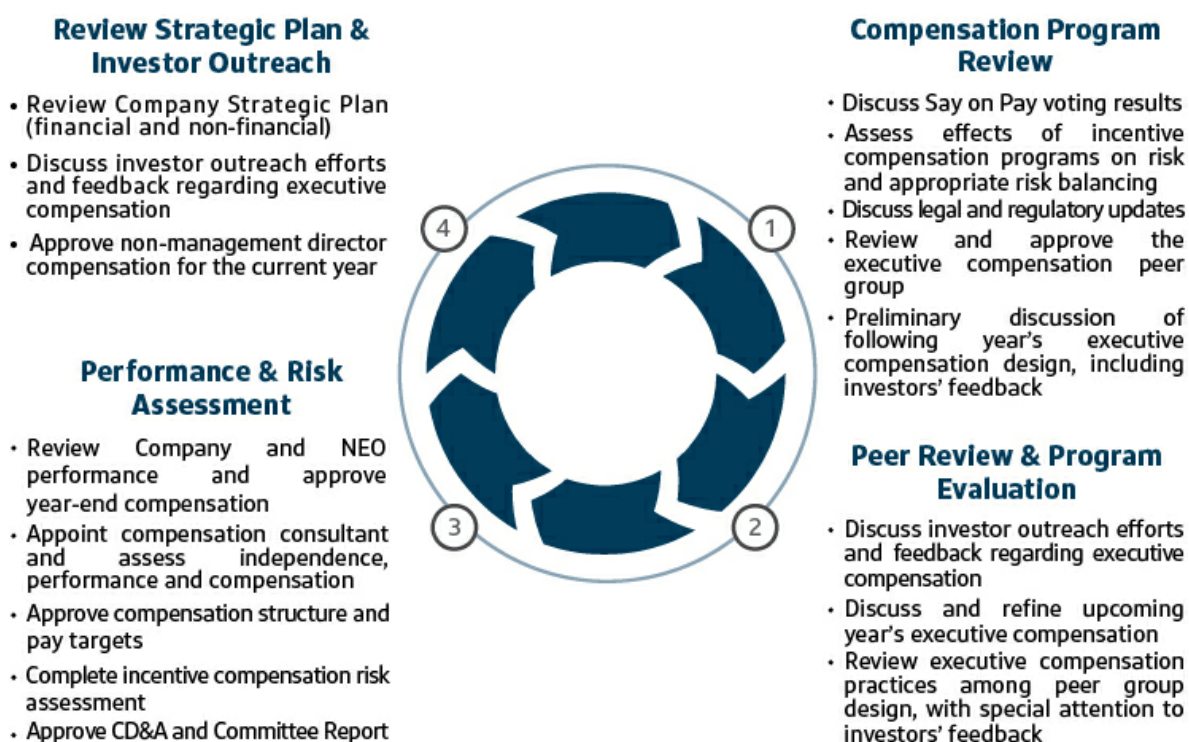 Review Strategic Plan &
Investor Outreach
• Review Company Strategic Plan
(financial and non-financial)
• Discuss investor outreach efforts
and feedback regarding executive
compensation
• Approve non-management director
compensation for the current year
Performance & Risk
Assessment
• Review Company and NEO
performance and approve
year-end compensation
• Appoint compensation consultant
and assess independence,
performance and compensation
• Approve compensation structure and
pay targets
• Complete incentive compensation risk
assessment
• Approve CD&A and Committee Report
4
1
3
2
Compensation Program
Review
• Discuss Say on Pay voting results
• Assess effects of incentive
compensation programs on risk
and appropriate risk balancing
• Discuss legal and regulatory updates
• Review and approve the
executive compensation peer
group
• Preliminary discussion of
following year’s executive
compensation design, including
investors’ feedback
Peer Review & Program
Evaluation
• Discuss investor outreach efforts
and feedback regarding executive
compensation
• Discuss and refine upcoming
year’s executive compensation
• Review executive compensation
practices among peer group
design, with special attention to
investors’ feedback